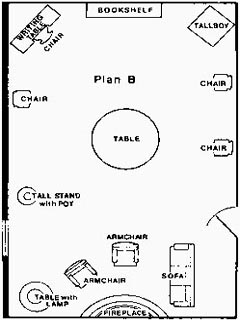 BOOKSHELF
WRITING
TABLE
CHAIR
TALLBOY
Plan B
CHAIR
CHAIR
TABLE
CHAIR
TALL STAND
with POT
ARMCHAIR
ARMCHAIR
SOFA
TABLE with
LAMP
FIREPLACE